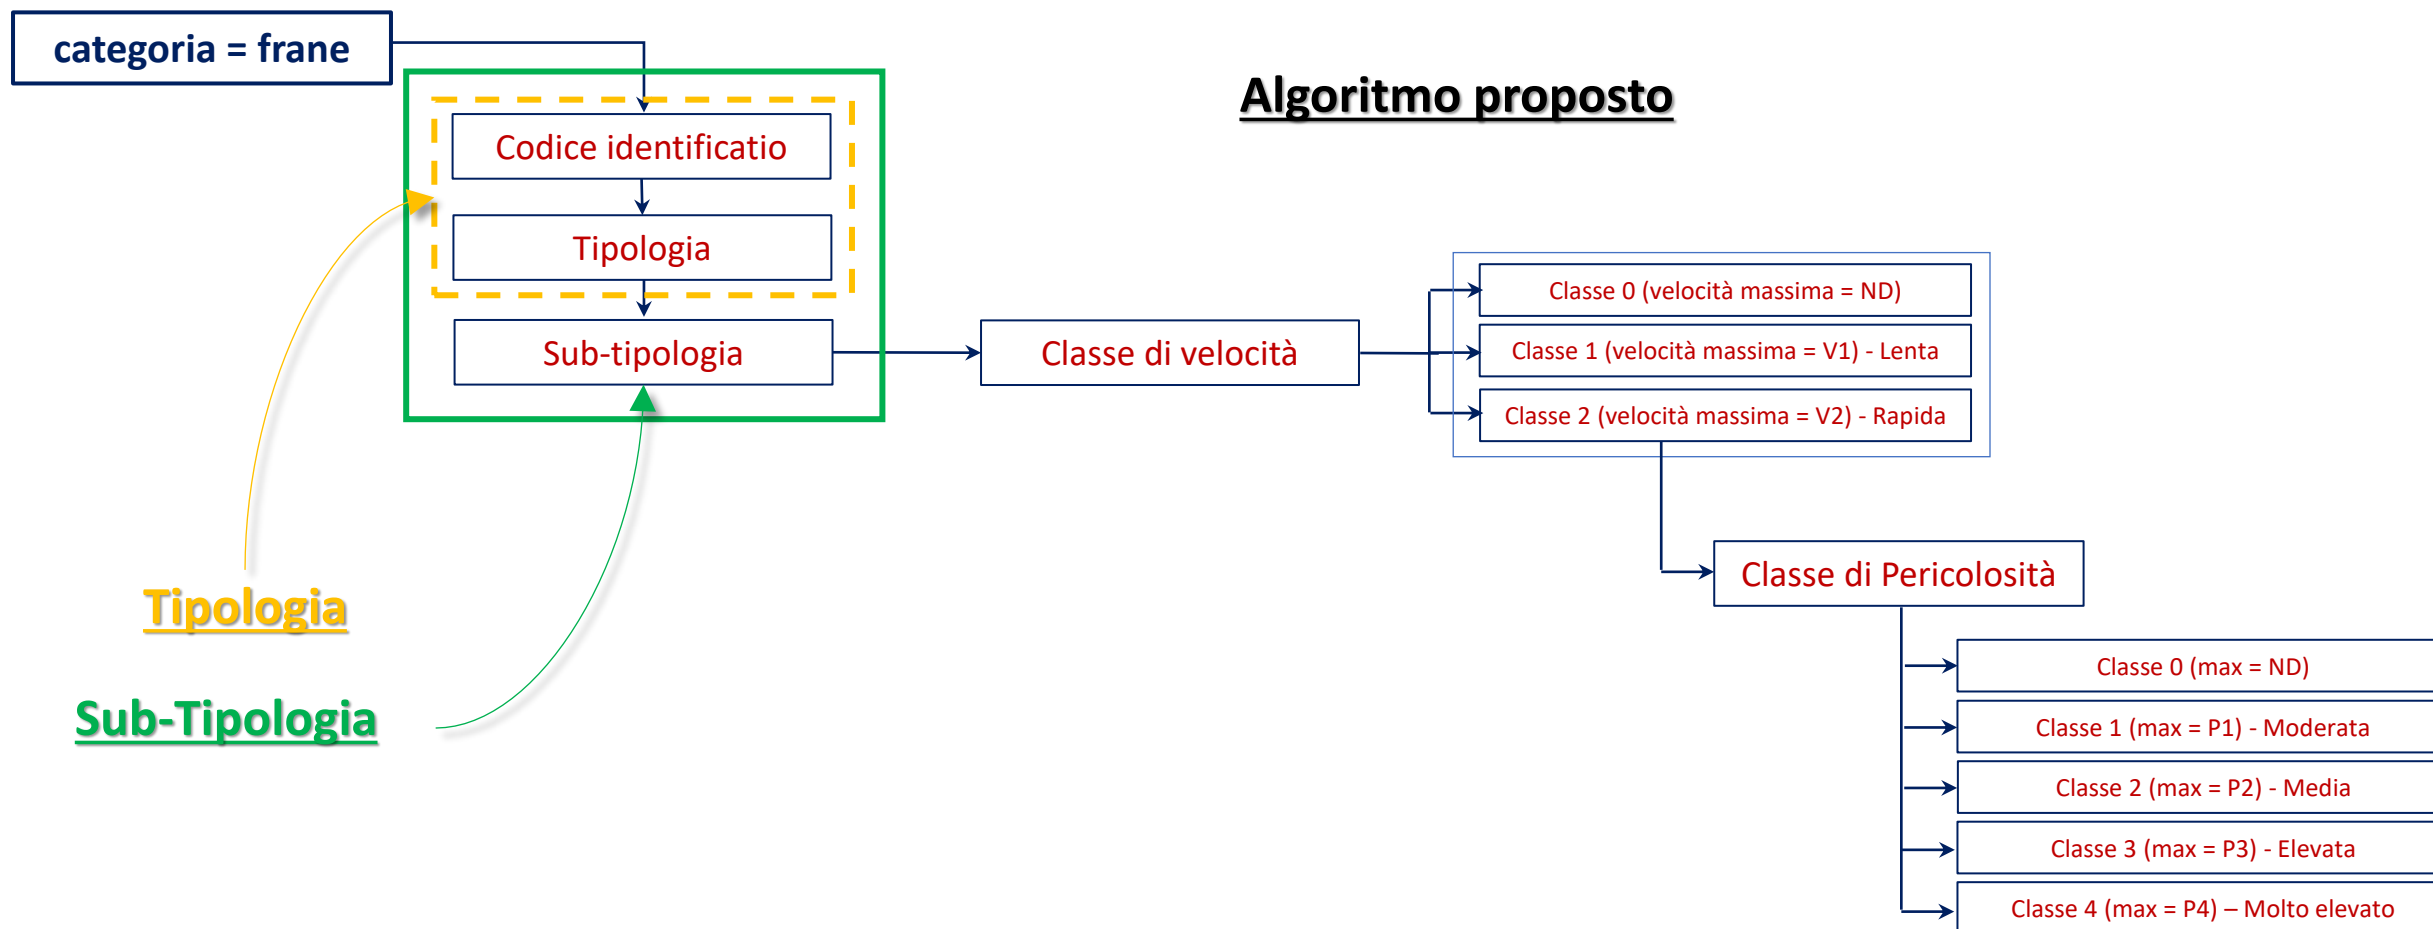 categoria = frane
Algoritmo proposto
Codice identificatio
Tipologia
Sub-tipologia
Classe di velocità
Classe 0 (velocità massima = ND)
Classe 1 (velocità massima = V1) - Lenta
Classe 2 (velocità massima = V2) - Rapida
Tipologia
Sub-Tipologia
Classe di Pericolosità
Classe 0 (max = ND)
Classe 1 (max = P1) - Moderata
Classe 2 (max = P2) - Media
Classe 3 (max = P3) - Elevata
Classe 4 (max = P4) – Molto elevato